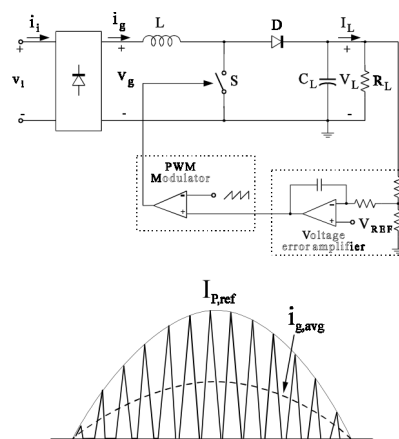 i_i i_g L D I_L
+ + + +
v_i v_g S C_L V_L R_L
- - -
PWM
Modulator
-
+
-
+
V_REF
Voltage
error amplifier
I_P,ref
i_g,avg